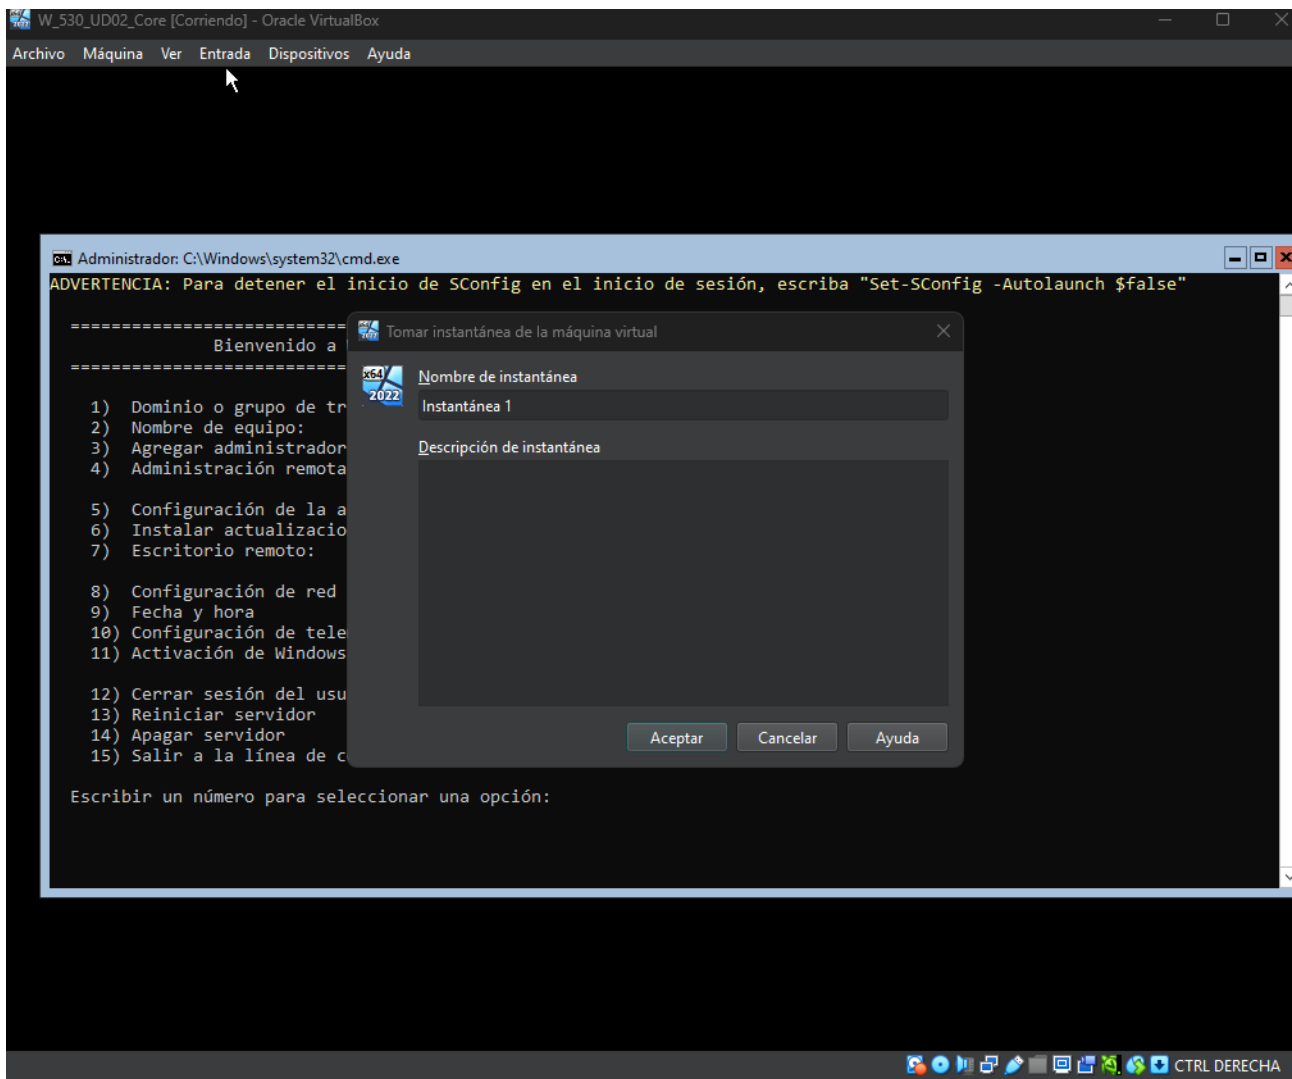 W_530_UD02_Core [Corriendo] - Oracle VirtualBox
Archivo Máquina Ver Entrada Dispositivos Ayuda
Administrador: C:\Windows\system32\cmd.exe
ADVERTENCIA: Para detener el inicio de SConfig en el inicio de sesión, escriba "Set-SConfig -Autolaunch $false"
===========================
Bienvenido a
===========================
1) Dominio o grupo de tr
2) Nombre de equipo:
3) Agregar administrador
4) Administración remota
5) Configuración de la a
6) Instalar actualizacio
7) Escritorio remoto:
8) Configuración de red
9) Fecha y hora
10) Configuración de tele
11) Activación de Windows
12) Cerrar sesión del usu
13) Reiniciar servidor
14) Apagar servidor
15) Salir a la línea de c
Escribir un número para seleccionar una opción:
Tomar instantánea de la máquina virtual
x64
2022
Nombre de instantánea
Instantánea 1
Descripción de instantánea
Aceptar Cancelar Ayuda
CTRL DERECHA